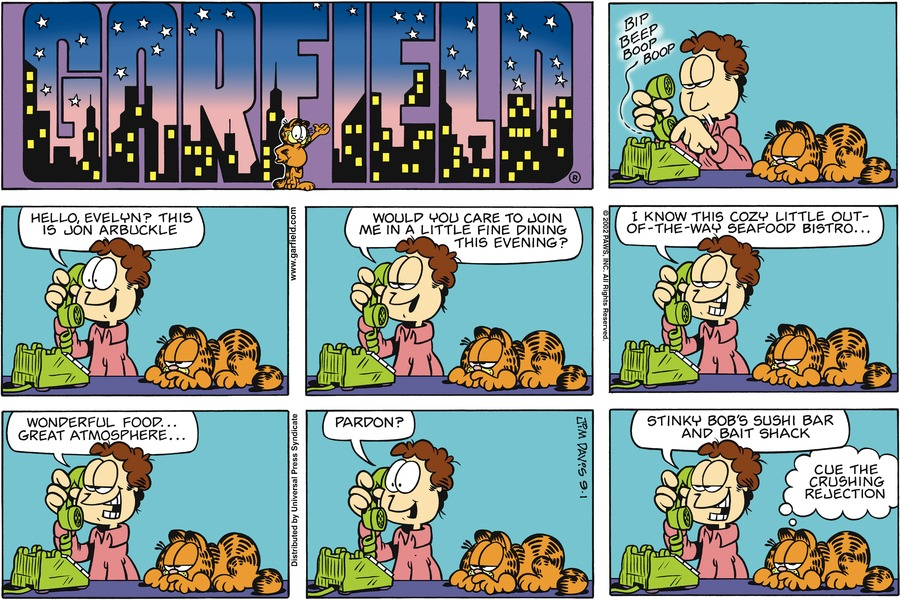 GARFIELD
®
BIP
BEEP
BOOP
BOOP
HELLO, EVELYN? THIS
IS JON ARBUCKLE
www.garfield.com
WOULD YOU CARE TO JOIN
ME IN A LITTLE FINE DINING
THIS EVENING?
© 2002 PAWS, INC. All Rights Reserved.
I KNOW THIS COZY LITTLE OUT-
OF-THE-WAY SEAFOOD BISTRO...
WONDERFUL FOOD...
GREAT ATMOSPHERE...
Distributed by Universal Press Syndicate
PARDON?
JIM DAVIS 9-1
STINKY BOB'S SUSHI BAR
AND BAIT SHACK
CUE THE
CRUSHING
REJECTION